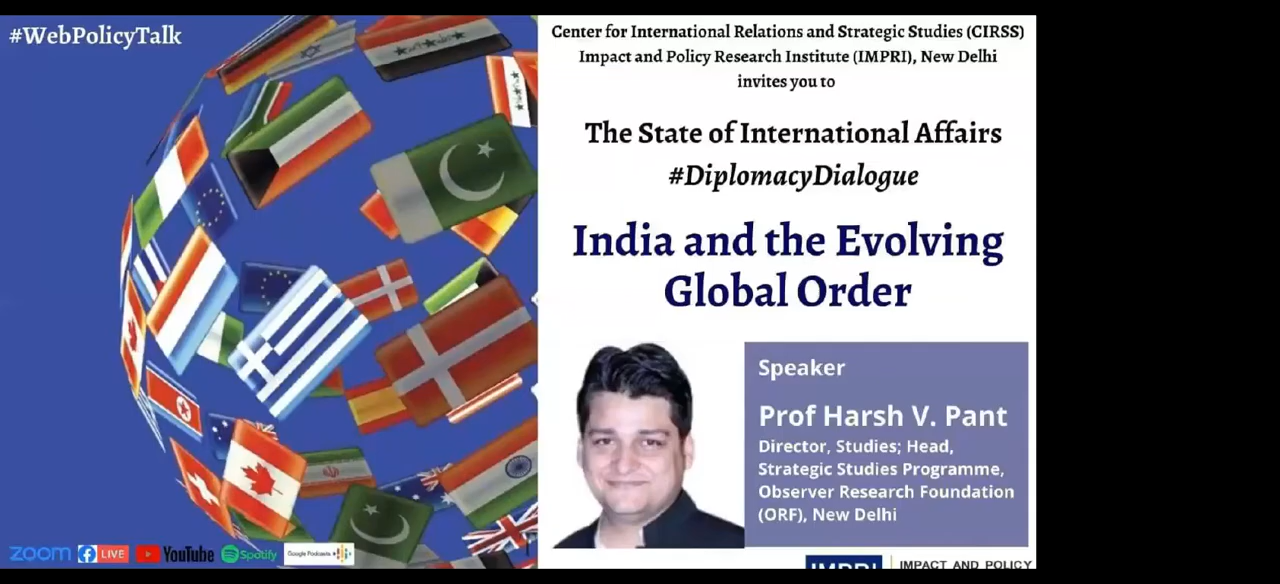 #WebPolicyTalk
Center for International Relations and Strategic Studies (CIRSS)
Impact and Policy Research Institute (IMPRI), New Delhi
invites you to
The State of International Affairs
#DiplomacyDialogue
India and the Evolving
Global Order
Speaker
Prof Harsh V. Pant
Director, Studies; Head,
Strategic Studies Programme,
Observer Research Foundation
(ORF), New Delhi
zoom LIVE YouTube Spotify Google Podcasts
IMPRI IMPACT AND POLICY